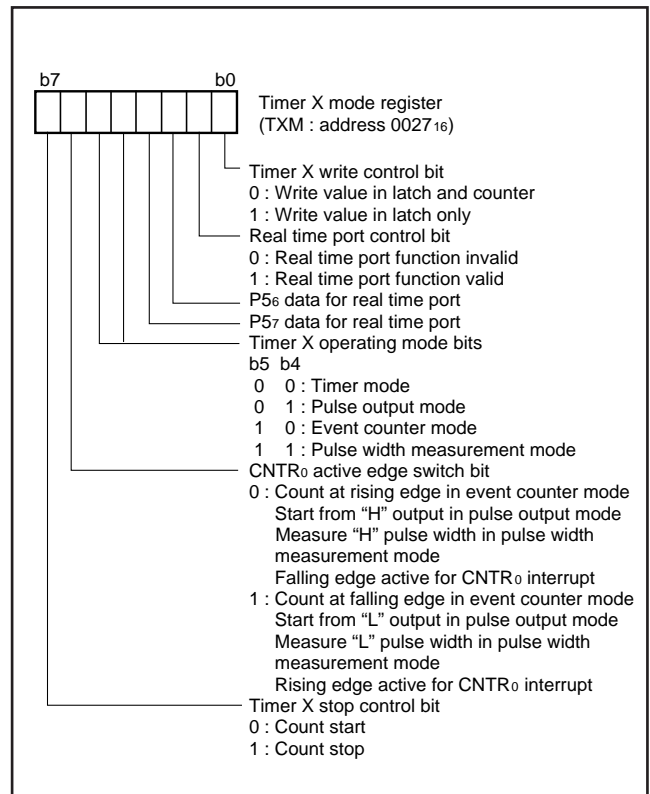 b7 b0
Timer X mode register
(TXM : address 0027₁₆)
Timer X write control bit
0 : Write value in latch and counter
1 : Write value in latch only
Real time port control bit
0 : Real time port function invalid
1 : Real time port function valid
P5₆ data for real time port
P5₇ data for real time port
Timer X operating mode bits
b5 b4
0 0 : Timer mode
0 1 : Pulse output mode
1 0 : Event counter mode
1 1 : Pulse width measurement mode
CNTR₀ active edge switch bit
0 : Count at rising edge in event counter mode
Start from “H” output in pulse output mode
Measure “H” pulse width in pulse width
measurement mode
Falling edge active for CNTR₀ interrupt
1 : Count at falling edge in event counter mode
Start from “L” output in pulse output mode
Measure “L” pulse width in pulse width
measurement mode
Rising edge active for CNTR₀ interrupt
Timer X stop control bit
0 : Count start
1 : Count stop